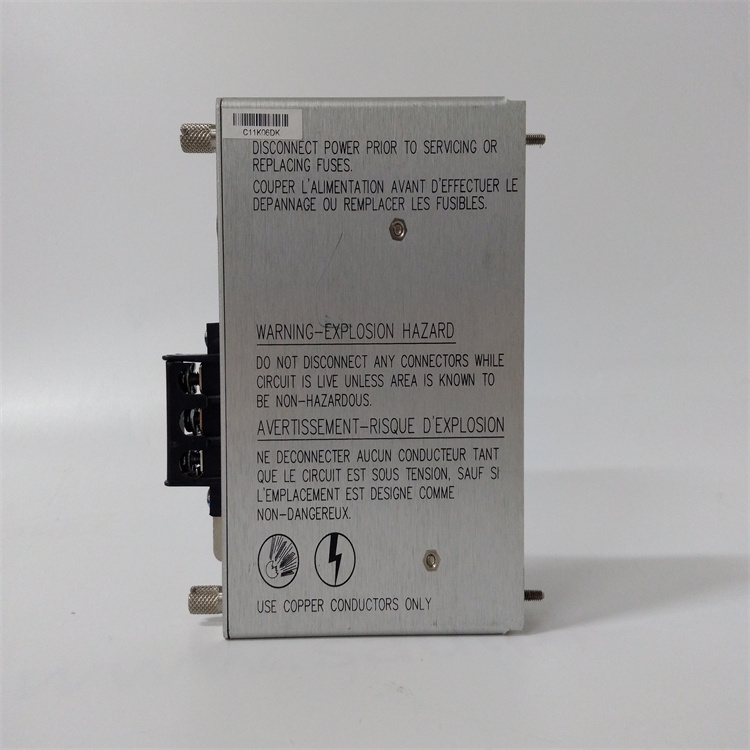 C11K06DK
DISCONNECT POWER PRIOR TO SERVICING OR
REPLACING FUSES.
COUPER L'ALIMENTATION AVANT D'EFFECTUER LE
DEPANNAGE OU REMPLACER LES FUSIBLES.
WARNING-EXPLOSION HAZARD
DO NOT DISCONNECT ANY CONNECTORS WHILE
CIRCUIT IS LIVE UNLESS AREA IS KNOWN TO
BE NON-HAZARDOUS.
AVERTISSEMENT-RISQUE D'EXPLOSION
NE DECONNECTER AUCUN CONDUCTEUR TANT
QUE LE CIRCUIT EST SOUS TENSION, SAUF SI
L'EMPLACEMENT EST DESIGNE COMME
NON-DANGEREUX.
USE COPPER CONDUCTORS ONLY